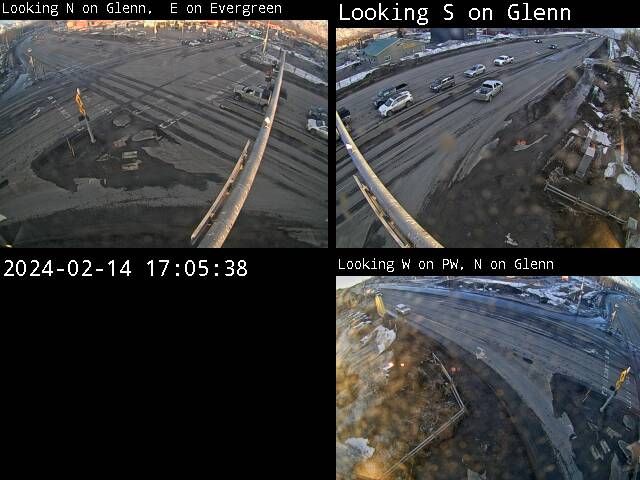 Looking N on Glenn, E on Evergreen
Looking S on Glenn
2024-02-14 17:05:38
Looking W on PW, N on Glenn